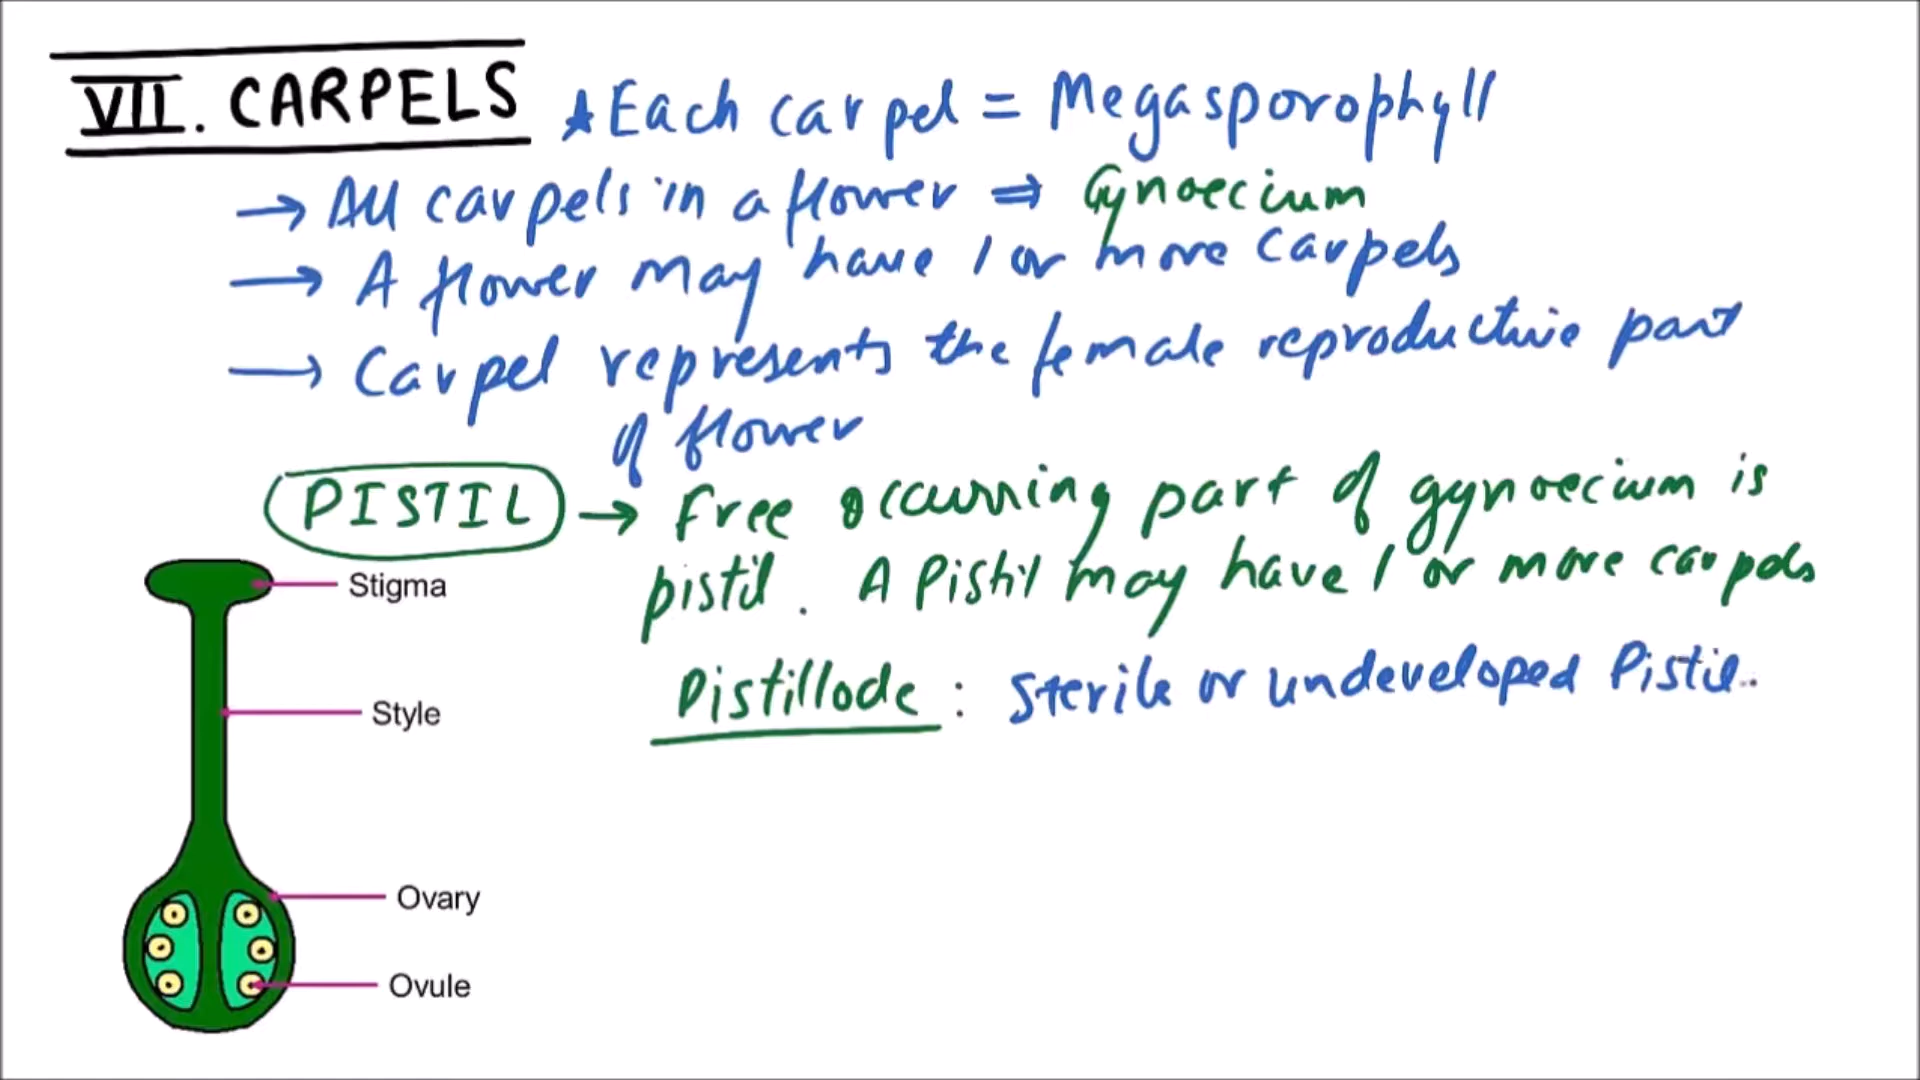 VII. CARPELS
★ Each carpel = Megasporophyll
→ All carpels in a flower ⇒ Gynoecium
→ A flower may have 1 or more carpels
→ Carpel represents the female reproductive part
of flower
PISTIL → Free occurring part of gynoecium is
pistil. A Pistil may have 1 or more carpels
Pistillode : Sterile or undeveloped Pistil.
Stigma
Style
Ovary
Ovule